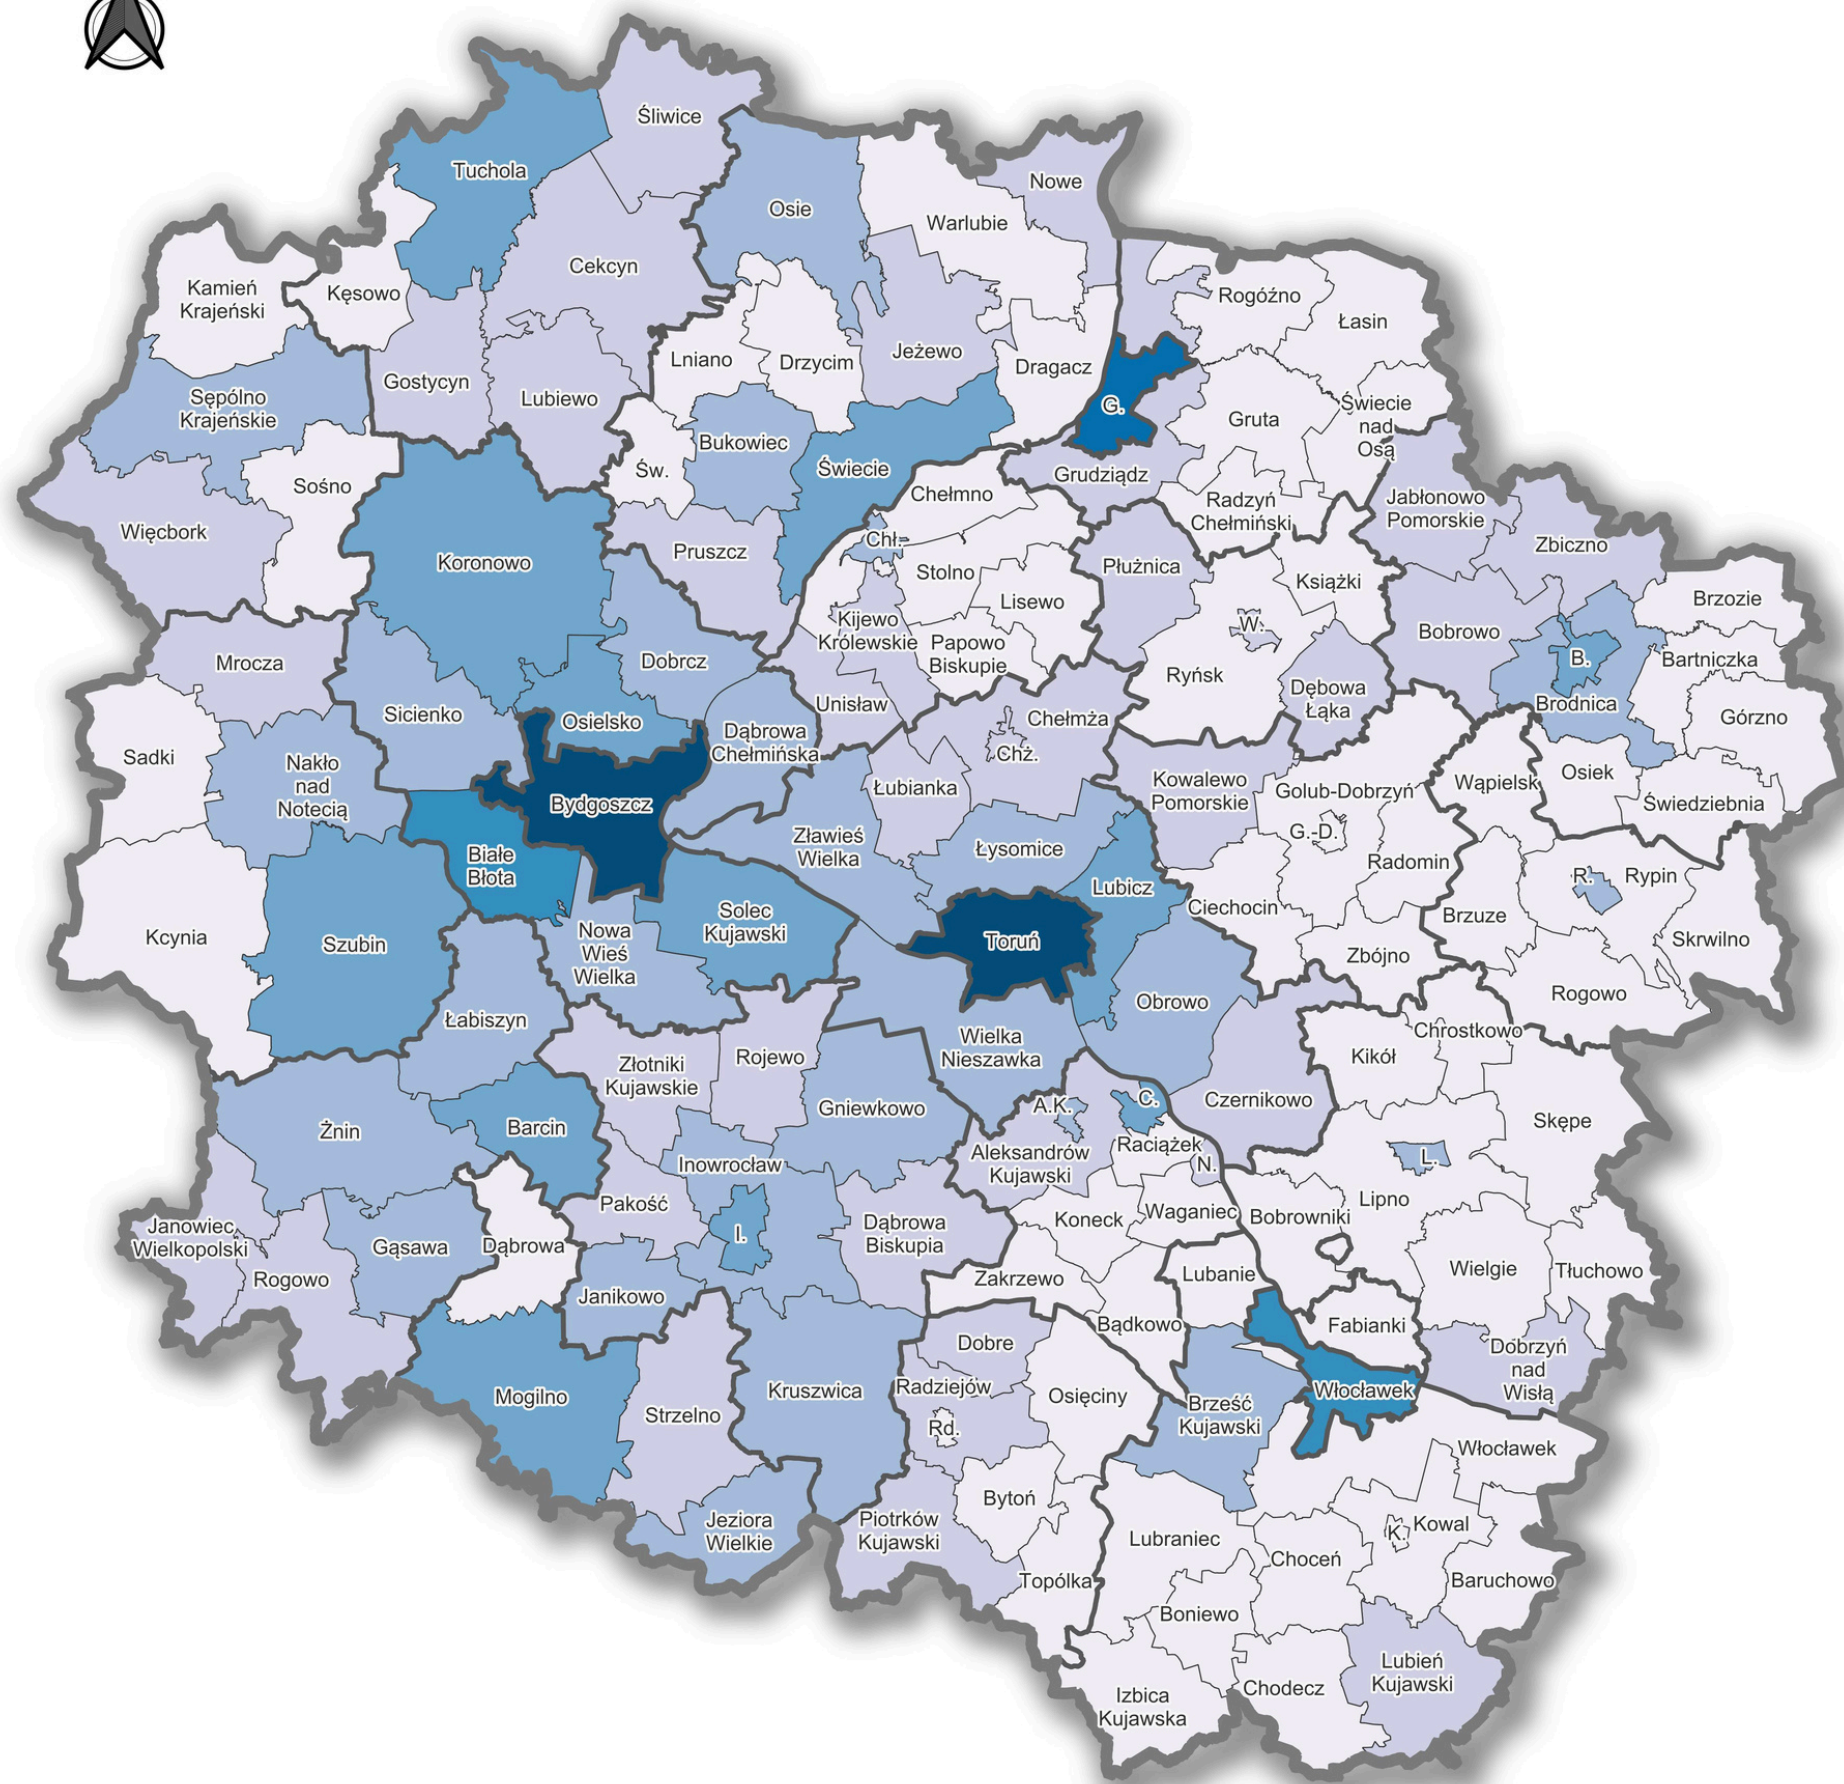 Śliwice
Tuchola
Nowe
Osie
Warlubie
Cekcyn
Kamień
Krajeński
Kęsowo
Rogóźno
Łasin
Lniano
Drzycim
Jeżewo
Dragacz
Gostycyn
Lubiewo
Sępólno
Krajeńskie
G.
Świecie
nad
Osą
Gruta
Bukowiec
Św.
Świecie
Sośno
Grudziądz
Chełmno
Radzyń
Chełmiński
Jabłonowo
Pomorskie
Więcbork
Koronowo
Pruszcz
Chł.
Stolno
Płużnica
Zbiczno
Książki
Lisewo
Brzozie
Kijewo
Królewskie
Papowo
Biskupie
W.
Bobrowo
Mrocza
Dobrcz
B.
Bartniczka
Ryńsk
Dębowa
Łąka
Unisław
Brodnica
Sicienko
Osielsko
Chełmża
Górzno
Dąbrowa
Chełmińska
Chż.
Sadki
Nakło
nad
Notecią
Bydgoszcz
Łubianka
Kowalewo
Pomorskie
Golub-Dobrzyń
Wąpielsk
Osiek
Świedziebnia
G.-D.
Zławieś
Wielka
Łysomice
Białe
Błota
Radomin
Lubicz
R.
Rypin
Ciechocin
Brzuze
Kcynia
Szubin
Solec
Kujawski
Toruń
Nowa
Wieś
Wielka
Zbójno
Skrwilno
Rogowo
Obrowo
Łabiszyn
Wielka
Nieszawka
Chrostkowo
Kikół
Złotniki
Kujawskie
Rojewo
Czernikowo
Gniewkowo
A.K.
C.
Skępe
Żnin
Barcin
Raciążek
Aleksandrów
Kujawski
N.
L.
Inowrocław
Pakość
Lipno
Koneck
Waganiec
Bobrowniki
Janowiec
Wielkopolski
Gąsawa
Dąbrowa
I.
Dąbrowa
Biskupia
Rogowo
Zakrzewo
Lubanie
Wielgie
Tłuchowo
Janikowo
Bądkowo
Fabianki
Dobre
Dobrzyń
nad
Wisłą
Mogilno
Kruszwica
Radziejów
Osięciny
Włocławek
Strzelno
Brześć
Kujawski
Rd.
Włocławek
Bytoń
Jeziora
Wielkie
Piotrków
Kujawski
Lubraniec
K.
Kowal
Choceń
Topólka
Baruchowo
Boniewo
Lubień
Kujawski
Izbica
Kujawska
Chodecz